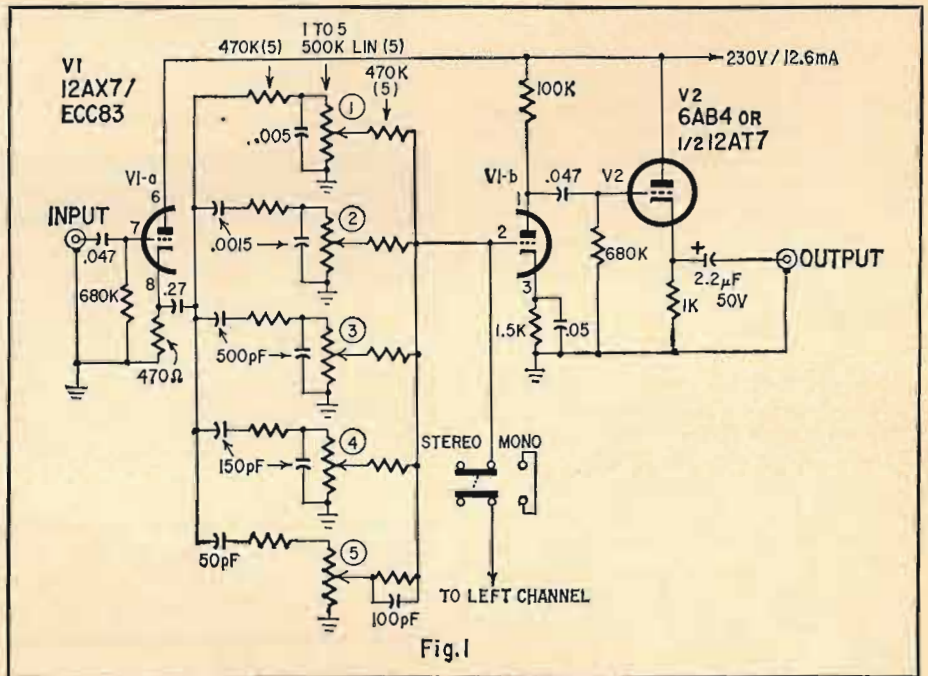 1 TO 5
470K(5) 500K LIN (5)
470K
(5)
230V/12.6mA
V1
12AX7/
ECC83
100K
V2
6AB4 OR
1/2 12AT7
1
.005
V1-a
6
V1-b
1
.047
V2
INPUT
7
2
.047
.0015
2
680K
+
OUTPUT
8
.27
3
2.2µF
50V
680K
1K
3
1.5K
.05
500pF
470Ω
STEREO MONO
4
150pF
5
50pF
100pF
TO LEFT CHANNEL
Fig.1